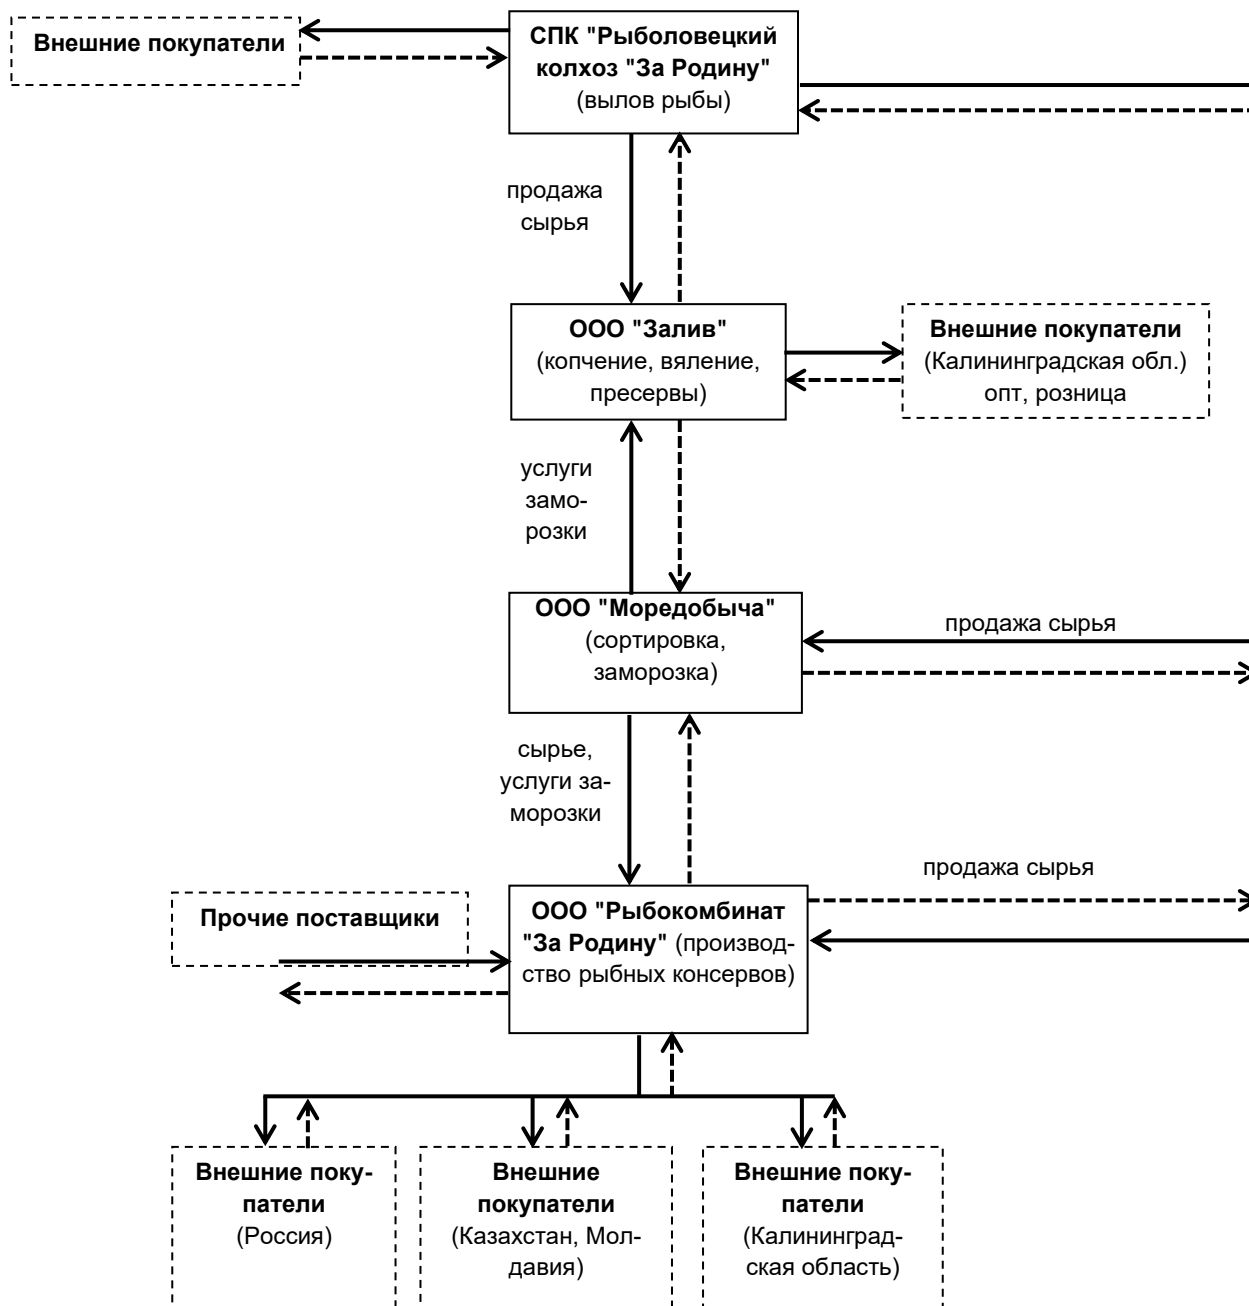 Внешние покупатели
СПК "Рыболовецкий
колхоз "За Родину"
(вылов рыбы)
продажа
сырья
ООО "Залив"
(копчение, вяление,
пресервы)
Внешние покупатели
(Калининградская обл.)
опт, розница
услуги
замо-
розки
ООО "Моредобыча"
(сортировка,
заморозка)
продажа сырья
сырье,
услуги за-
морозки
продажа сырья
Прочие поставщики
ООО "Рыбокомбинат
"За Родину" (производ-
ство рыбных консервов)
Внешние поку-
патели
(Россия)
Внешние
покупатели
(Казахстан, Мол-
давия)
Внешние поку-
патели
(Калининград-
ская область)